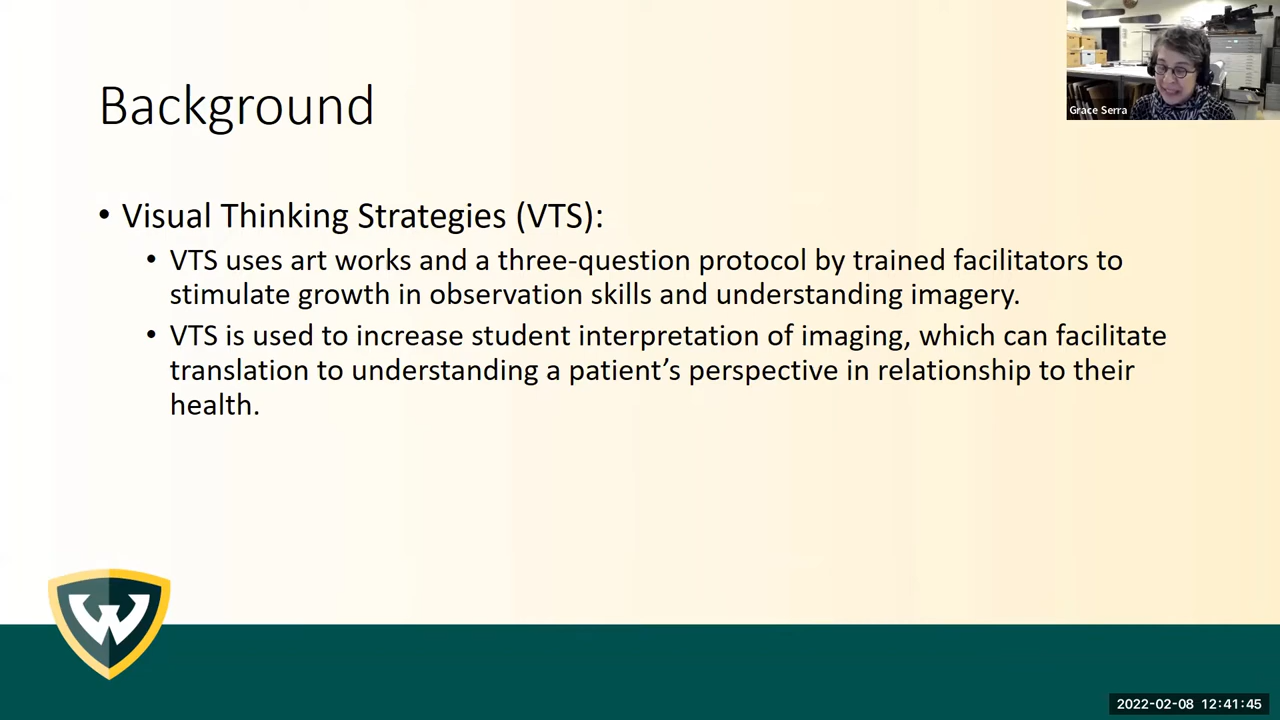 Background
Grace Serra
• Visual Thinking Strategies (VTS):
• VTS uses art works and a three-question protocol by trained facilitators to
stimulate growth in observation skills and understanding imagery.
• VTS is used to increase student interpretation of imaging, which can facilitate
translation to understanding a patient’s perspective in relationship to their
health.
W
2022-02-08 12:41:45